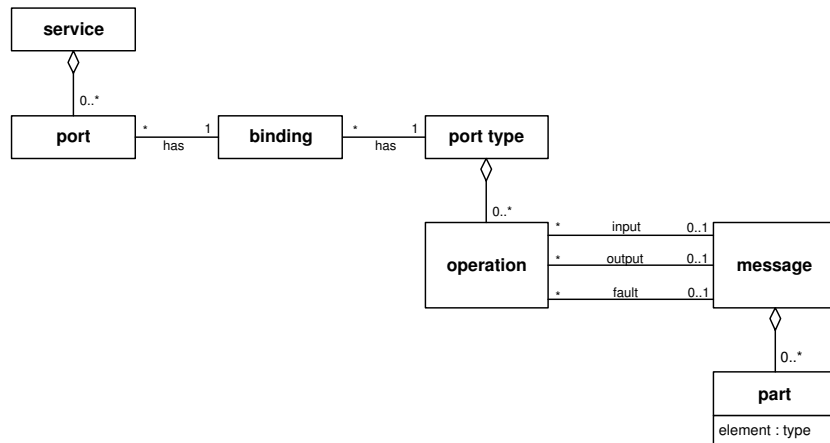 service
0..*
port
* has 1
binding
* has 1
port type
0..*
operation
* input 0..1
* output 0..1
* fault 0..1
message
0..*
part
element : type